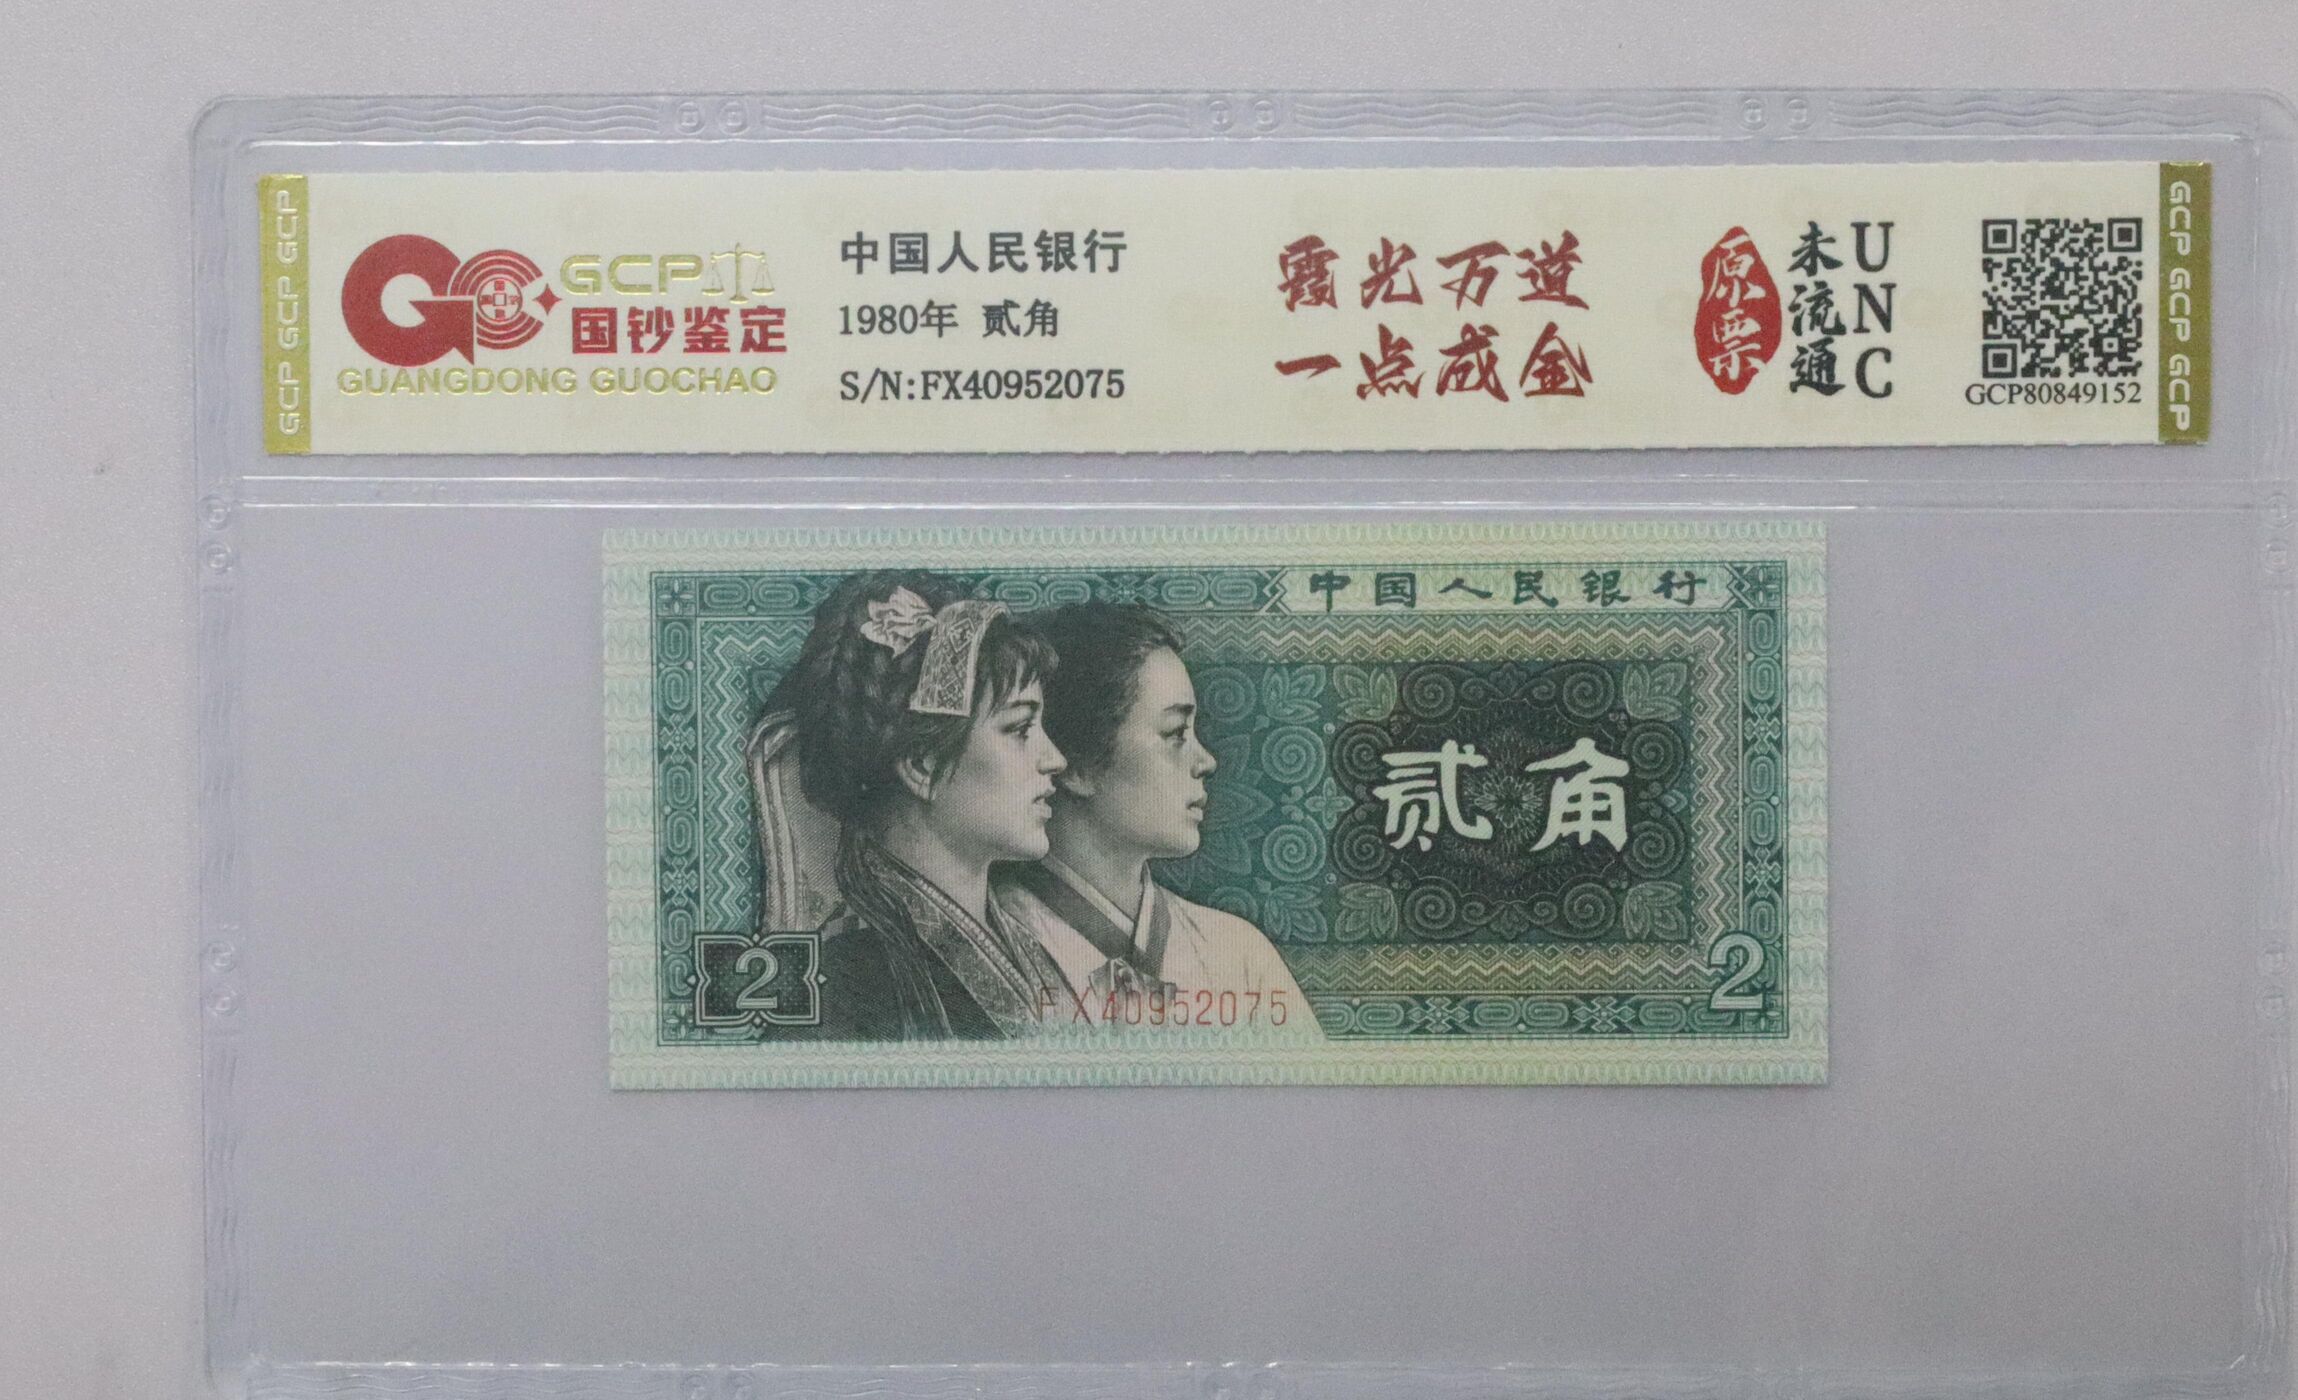 GCP GCP GCP
GCP
国钞鉴定
GUANGDONG GUOCHAO
中国人民银行
1980年 贰角
S/N:FX40952075
霞光万道
一点成金
原票
未流通
UNC
GCP80849152
GCP GCP GCP GCP
中国人民银行
贰角
2
2
FX40952075